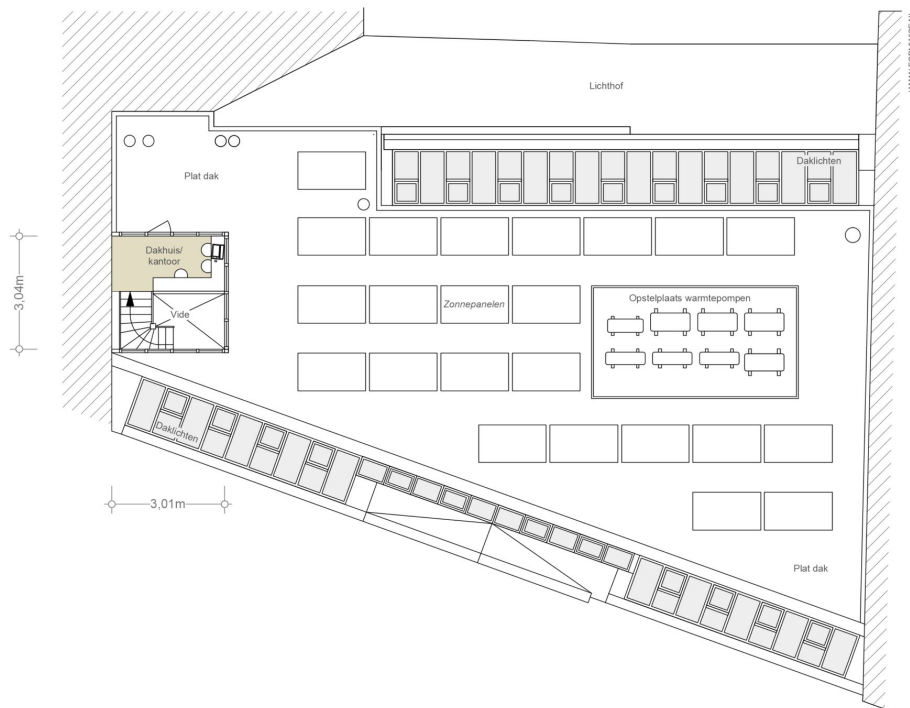 Lichthof
Daklichten
Plat dak
Dakhuis/
kantoor
3,04m
Zonnepanelen
Opstelplaats warmtepompen
Vide
Daklichten
3,01m
Plat dak